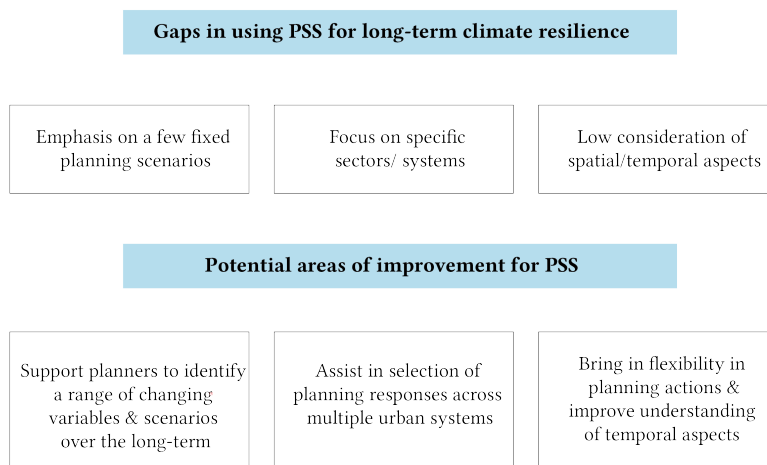 Gaps in using PSS for long-term climate resilience
Emphasis on a few fixed
planning scenarios
Focus on specific
sectors/ systems
Low consideration of
spatial/temporal aspects
Potential areas of improvement for PSS
Support planners to identify
a range of changing
variables & scenarios
over the long-term
Assist in selection of
planning responses across
multiple urban systems
Bring in flexibility in
planning actions &
improve understanding
of temporal aspects